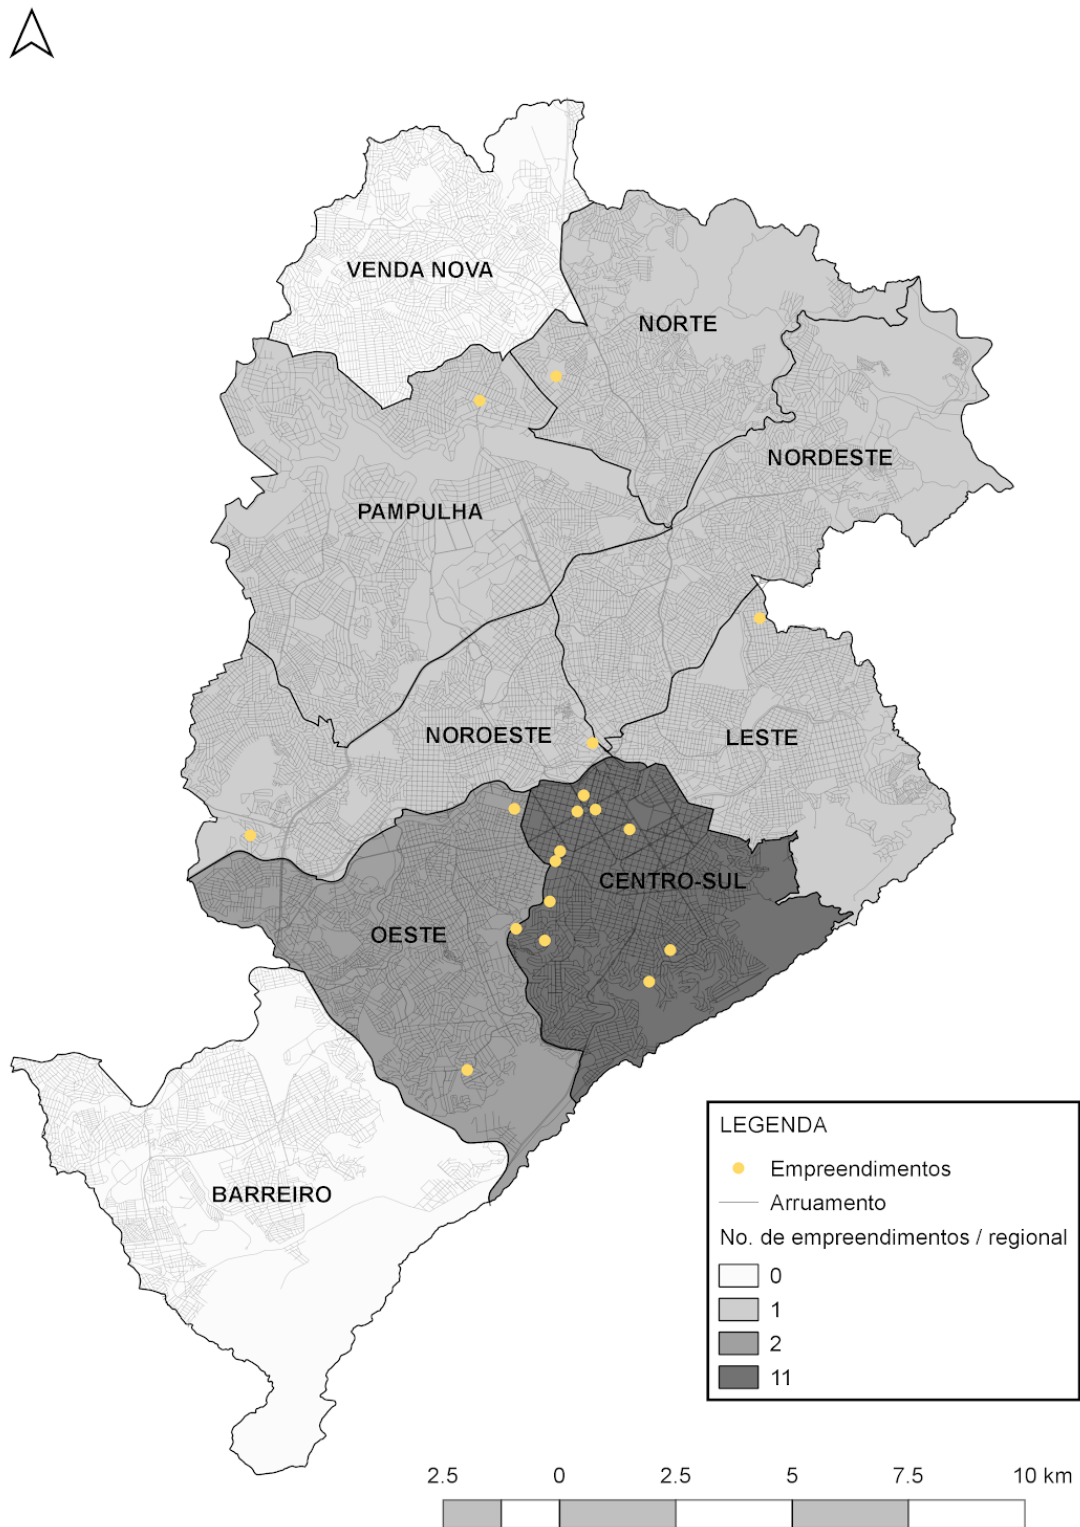 VENDA NOVA
NORTE
NORDESTE
PAMPULHA
NOROESTE
LESTE
CENTRO-SUL
OESTE
BARREIRO
LEGENDA
Empreendimentos
Arruamento
No. de empreendimentos / regional
0
1
2
11
2.5 0 2.5 5 7.5 10 km